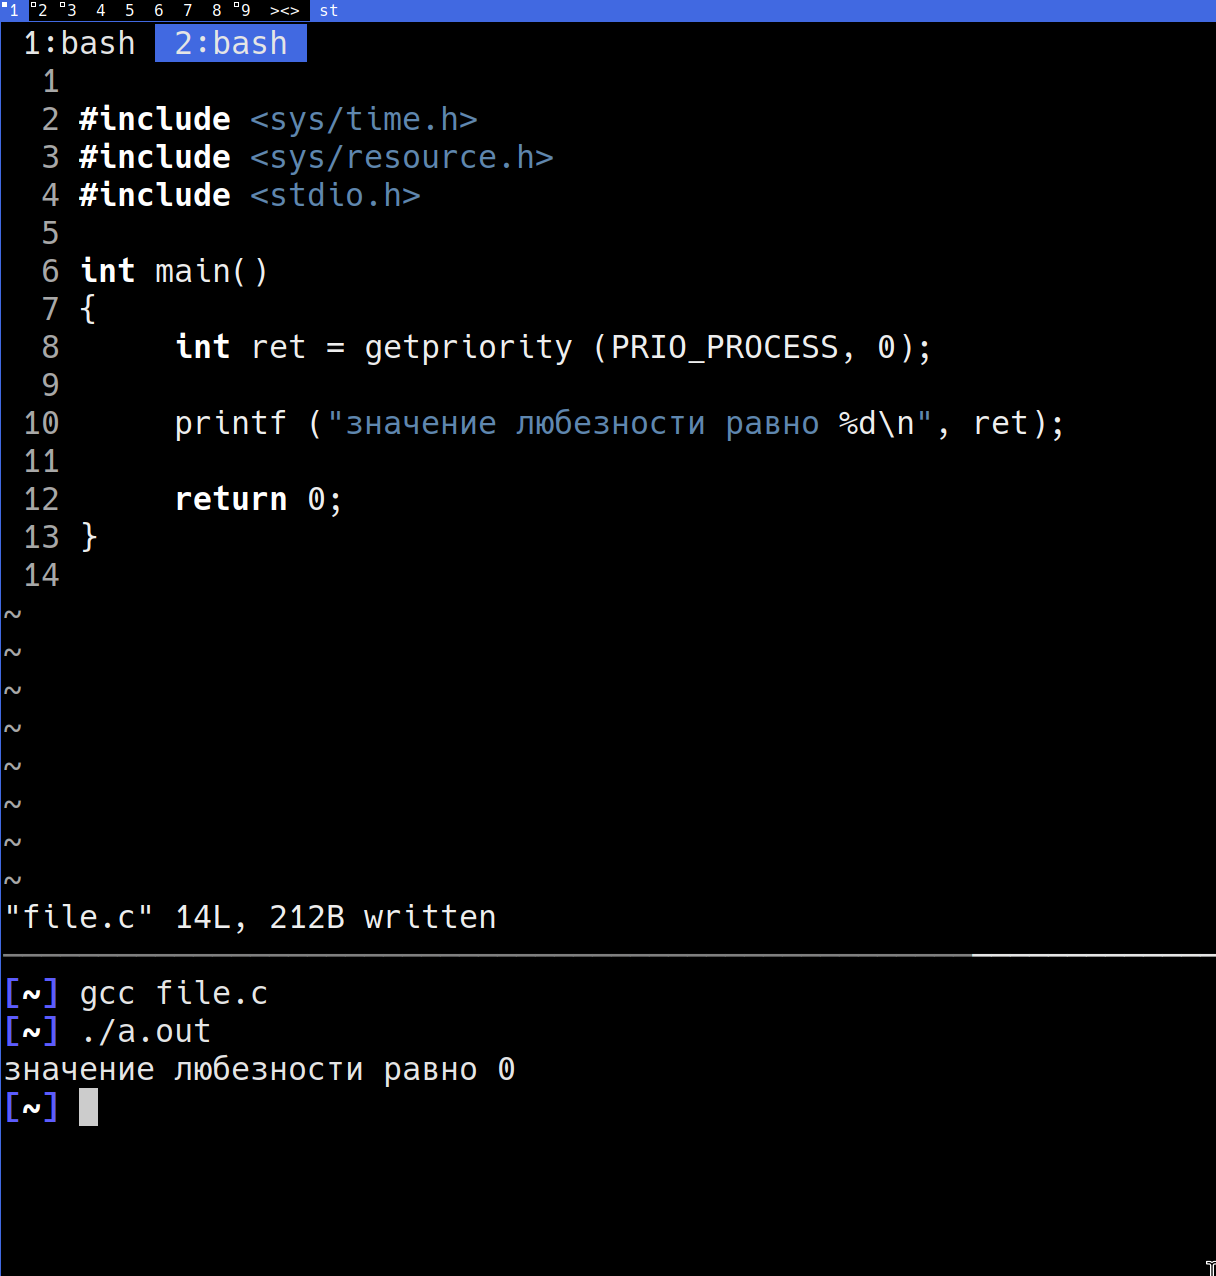 1 2 3 4 5 6 7 8 9 ><> st
1:bash 2:bash
1
2 #include <sys/time.h>
3 #include <sys/resource.h>
4 #include <stdio.h>
5
6 int main()
7 {
8 int ret = getpriority (PRIO_PROCESS, 0);
9
10 printf ("значение любезности равно %d\n", ret);
11
12 return 0;
13 }
14
~
~
~
~
~
~
~
~
"file.c" 14L, 212B written
[~] gcc file.c
[~] ./a.out
значение любезности равно 0
[~]